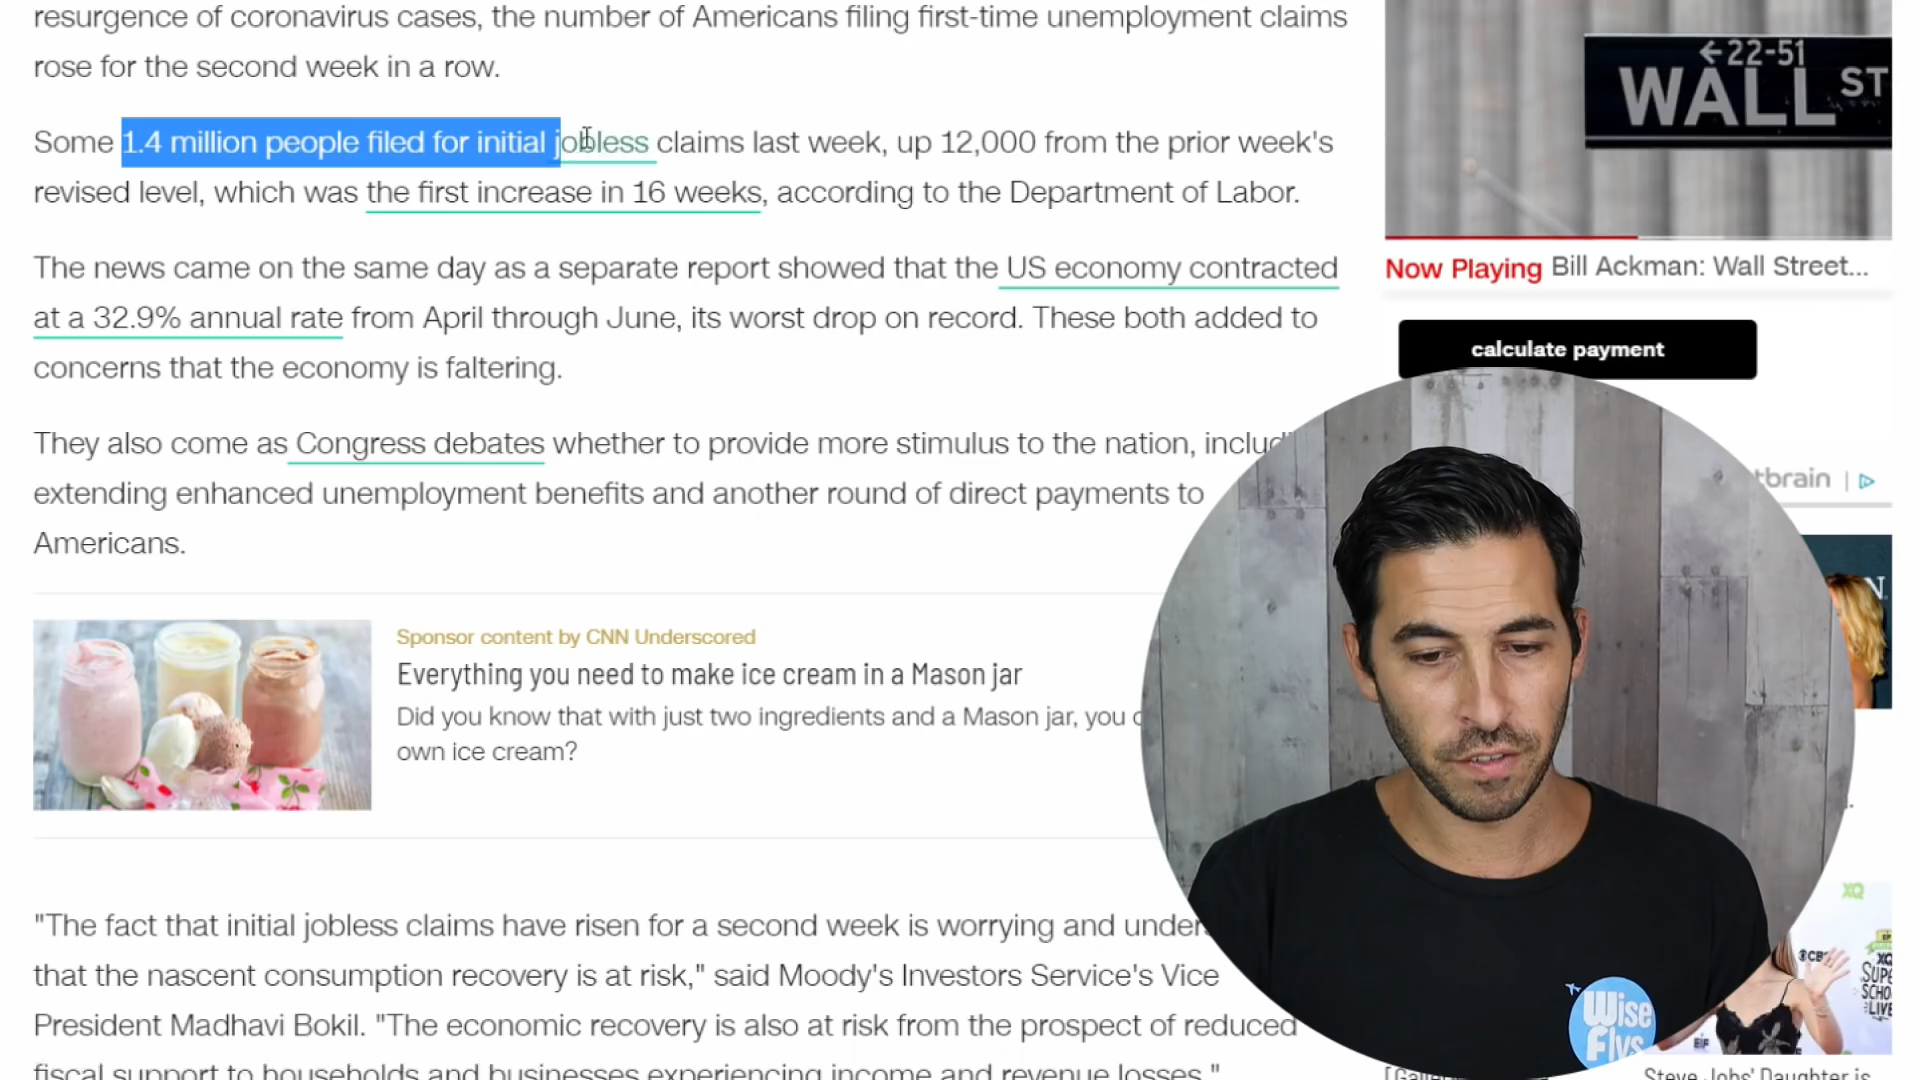 resurgence of coronavirus cases, the number of Americans filing first-time unemployment claims
rose for the second week in a row.
Some 1.4 million people filed for initial jobless claims last week, up 12,000 from the prior week's
revised level, which was the first increase in 16 weeks, according to the Department of Labor.
The news came on the same day as a separate report showed that the US economy contracted
at a 32.9% annual rate from April through June, its worst drop on record. These both added to
concerns that the economy is faltering.
They also come as Congress debates whether to provide more stimulus to the nation, includ
extending enhanced unemployment benefits and another round of direct payments to
Americans.
Sponsor content by CNN Underscored
Everything you need to make ice cream in a Mason jar
Did you know that with just two ingredients and a Mason jar, you c
own ice cream?
"The fact that initial jobless claims have risen for a second week is worrying and under
that the nascent consumption recovery is at risk," said Moody's Investors Service's Vice
President Madhavi Bokil. "The economic recovery is also at risk from the prospect of reduced
fiscal support to households and businesses experiencing income and revenue losses."
←22-51
WALL ST
Now Playing Bill Ackman: Wall Street...
calculate payment
tbrain
N
Wise
Flys
XQ
CBS
XQ
SUPE
SCHO
LIVE
EIF
[Galle
Steve Jobs' Daughter is